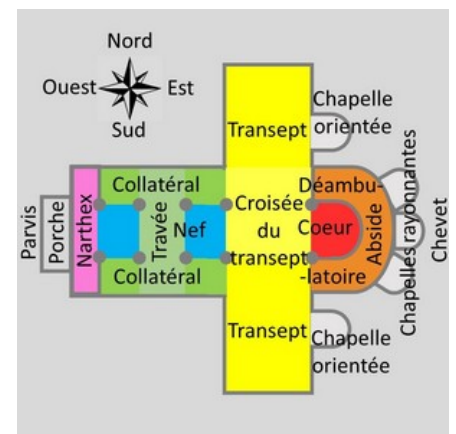 Nord
Ouest
Est
Sud
Chapelle
orientée
Transept
Collatéral
Croisée
du
transept
Déambu-
-latoire
Parvis
Porche
Narthex
Travée
Nef
Coeur
Abside
Chapelles rayonnantes
Chevet
Collatéral
Transept
Chapelle
orientée